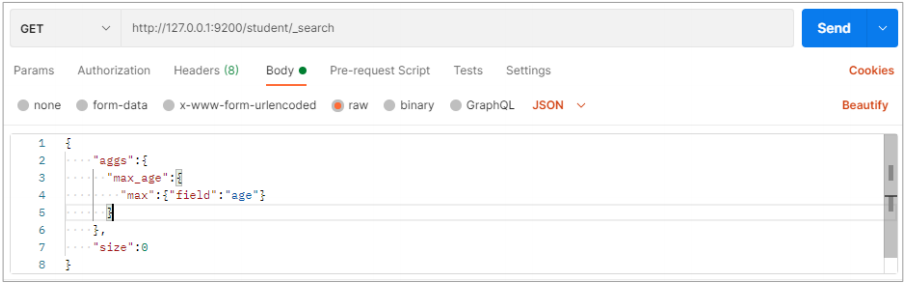 GET http://127.0.0.1:9200/student/_search Send
Params Authorization Headers (8) Body Pre-request Script Tests Settings Cookies
none form-data x-www-form-urlencoded raw binary GraphQL JSON Beautify
1 {
2 "aggs":{
3 "max_age":{
4 "max":{"field":"age"}
5 }
6 },
7 "size":0
8 }